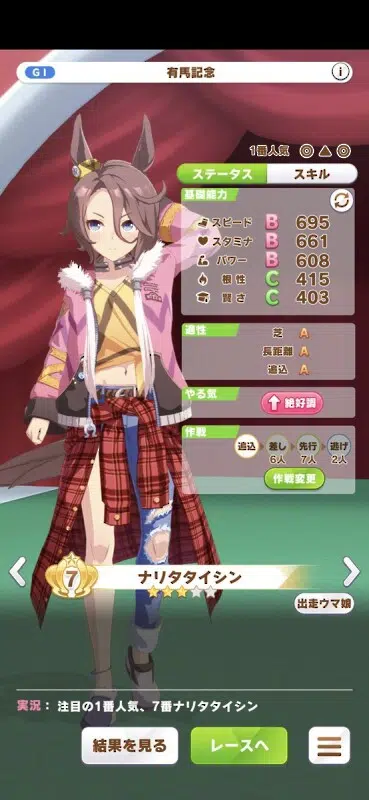 GI
有馬記念
i
1番人気 ◎ △ ◎
ステータス スキル
基礎能力
スピード B 695
スタミナ B 661
パワー B 608
根性 C 415
賢さ C 403
適性
芝 A
長距離 A
追込 A
やる気
絶好調
作戦
追込 差し 先行 逃げ
6人 7人 2人
作戦変更
7
ナリタタイシン
出走ウマ娘
実況: 注目の1番人気、7番ナリタタイシン
結果を見る
レースへ